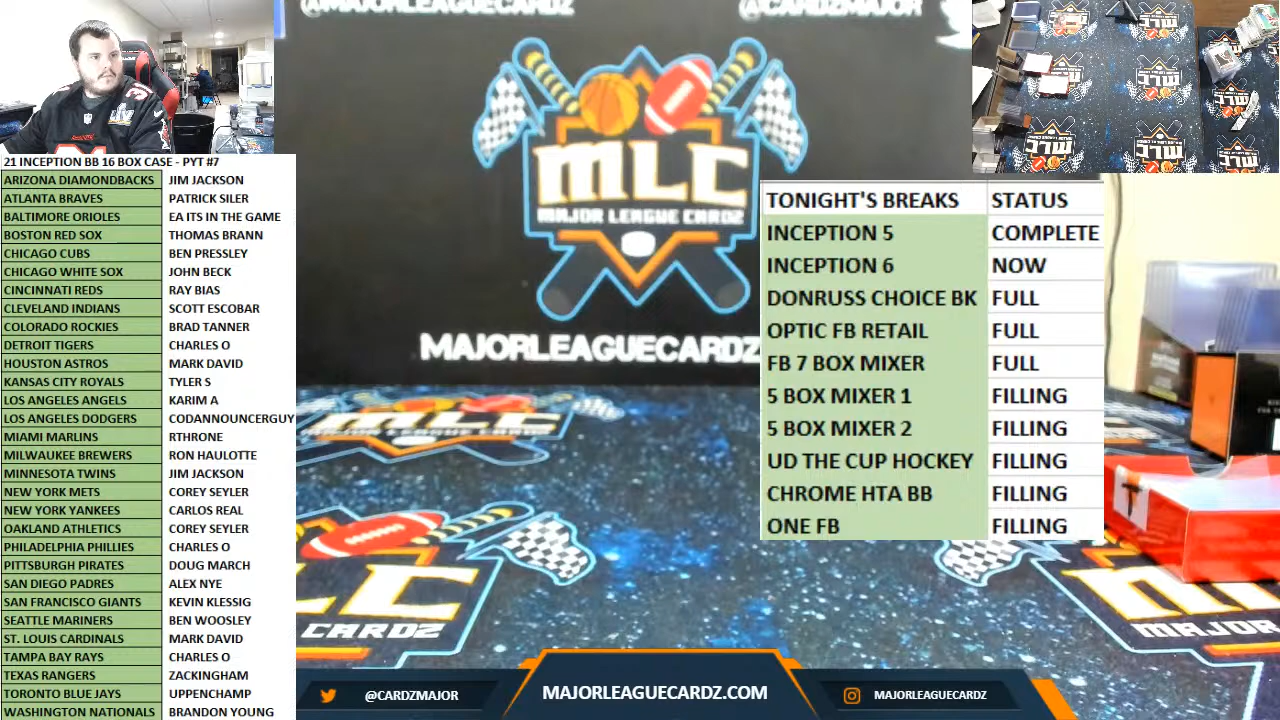 @MAJORLEAGUECARDZ
@CARDZMAJOR
MLC
MAJOR LEAGUE CARDZ
MAJORLEAGUECARDZ
21 INCEPTION BB 16 BOX CASE - PYT #7
ARIZONA DIAMONDBACKS JIM JACKSON
ATLANTA BRAVES PATRICK SILER
BALTIMORE ORIOLES EA ITS IN THE GAME
BOSTON RED SOX THOMAS BRANN
CHICAGO CUBS BEN PRESSLEY
CHICAGO WHITE SOX JOHN BECK
CINCINNATI REDS RAY BIAS
CLEVELAND INDIANS SCOTT ESCOBAR
COLORADO ROCKIES BRAD TANNER
DETROIT TIGERS CHARLES O
HOUSTON ASTROS MARK DAVID
KANSAS CITY ROYALS TYLER S
LOS ANGELES ANGELS KARIM A
LOS ANGELES DODGERS CODANNOUNCERGUY
MIAMI MARLINS RTHRONE
MILWAUKEE BREWERS RON HAULOTTE
MINNESOTA TWINS JIM JACKSON
NEW YORK METS COREY SEYLER
NEW YORK YANKEES CARLOS REAL
OAKLAND ATHLETICS COREY SEYLER
PHILADELPHIA PHILLIES CHARLES O
PITTSBURGH PIRATES DOUG MARCH
SAN DIEGO PADRES ALEX NYE
SAN FRANCISCO GIANTS KEVIN KLESSIG
SEATTLE MARINERS BEN WOOSLEY
ST. LOUIS CARDINALS MARK DAVID
TAMPA BAY RAYS CHARLES O
TEXAS RANGERS ZACKINGHAM
TORONTO BLUE JAYS UPPENCHAMP
WASHINGTON NATIONALS BRANDON YOUNG
TONIGHT'S BREAKS STATUS
INCEPTION 5 COMPLETE
INCEPTION 6 NOW
DONRUSS CHOICE BK FULL
OPTIC FB RETAIL FULL
FB 7 BOX MIXER FULL
5 BOX MIXER 1 FILLING
5 BOX MIXER 2 FILLING
UD THE CUP HOCKEY FILLING
CHROME HTA BB FILLING
ONE FB FILLING
@CARDZMAJOR
MAJORLEAGUECARDZ.COM
MAJORLEAGUECARDZ